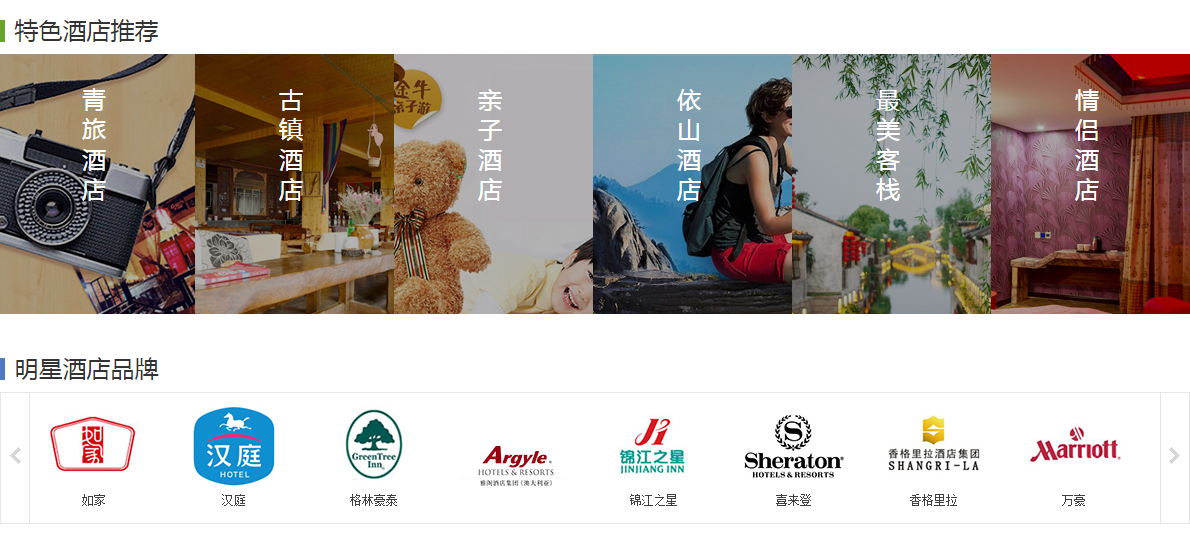 特色酒店推荐
青旅酒店
古镇酒店
金牛
亲子游
亲子酒店
依山酒店
最美客栈
情侣酒店
明星酒店品牌
如家
汉庭
HOTEL
GreenTree
Inn
Argyle
HOTELS & RESORTS
雅阁酒店集团(澳大利亚)
锦江之星
JINJIANG INN
S
Sheraton
HOTELS & RESORTS
香格里拉酒店集团
SHANGRI-LA
Marriott
如家
汉庭
格林豪泰
锦江之星
喜来登
香格里拉
万豪